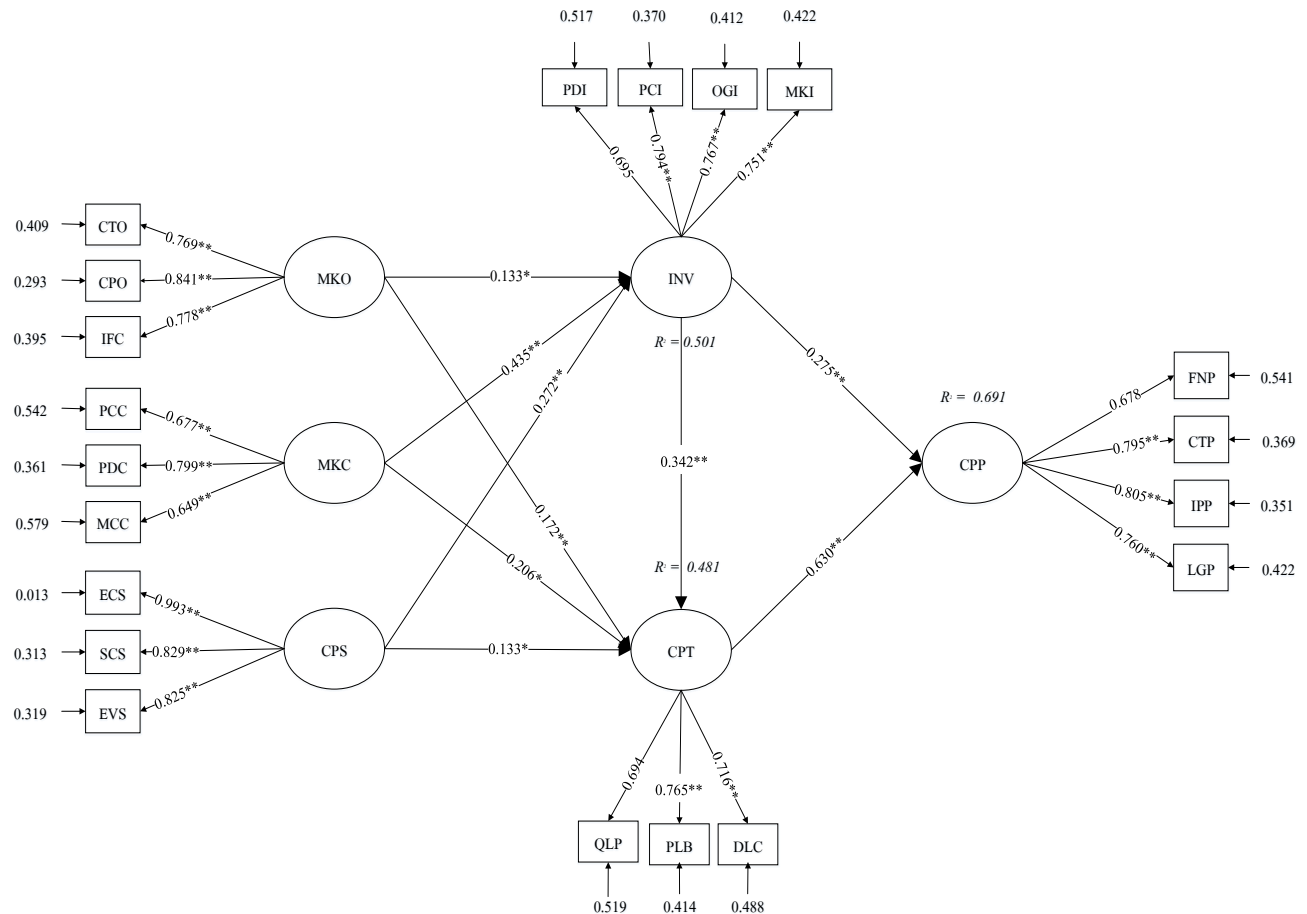 0.517 0.370 0.412 0.422
PDI PCI OGI MKI
0.695 0.794** 0.767** 0.751**
0.409 CTO 0.769**
0.293 CPO 0.841**
0.395 IFC 0.778**
MKO
0.133*
INV
R² = 0.501
0.435**
0.272**
0.275**
0.542 PCC 0.677**
0.361 PDC 0.799**
0.579 MCC 0.649**
MKC
0.342**
R² = 0.691
CPP
0.678 FNP 0.541
0.795** CTP 0.369
0.805** IPP 0.351
0.760** LGP 0.422
0.172**
0.206*
R² = 0.481
0.630**
0.013 ECS 0.993**
0.313 SCS 0.829**
0.319 EVS 0.825**
CPS
0.133*
CPT
0.694 0.765** 0.716**
QLP PLB DLC
0.519 0.414 0.488